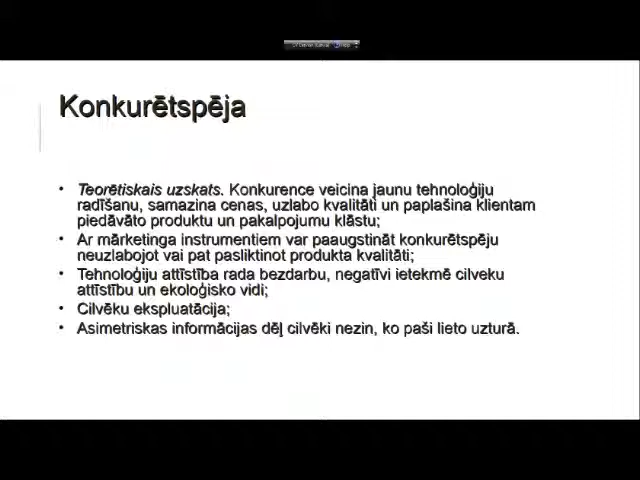 Konkurētspēja
• Teorētiskais uzskats. Konkurence veicina jaunu tehnoloģiju
radīšanu, samazina cenas, uzlabo kvalitāti un paplašina klientam
piedāvāto produktu un pakalpojumu klāstu;
• Ar mārketinga instrumentiem var paaugstināt konkurētspēju
neuzlabojot vai pat pasliktinot produkta kvalitāti;
• Tehnoloģiju attīstība rada bezdarbu, negatīvi ietekmē cilveku
attīstību un ekoloģisko vidi;
• Cilvēku ekspluatācija;
• Asimetriskas informācijas dēļ cilvēki nezin, ko paši lieto uzturā.